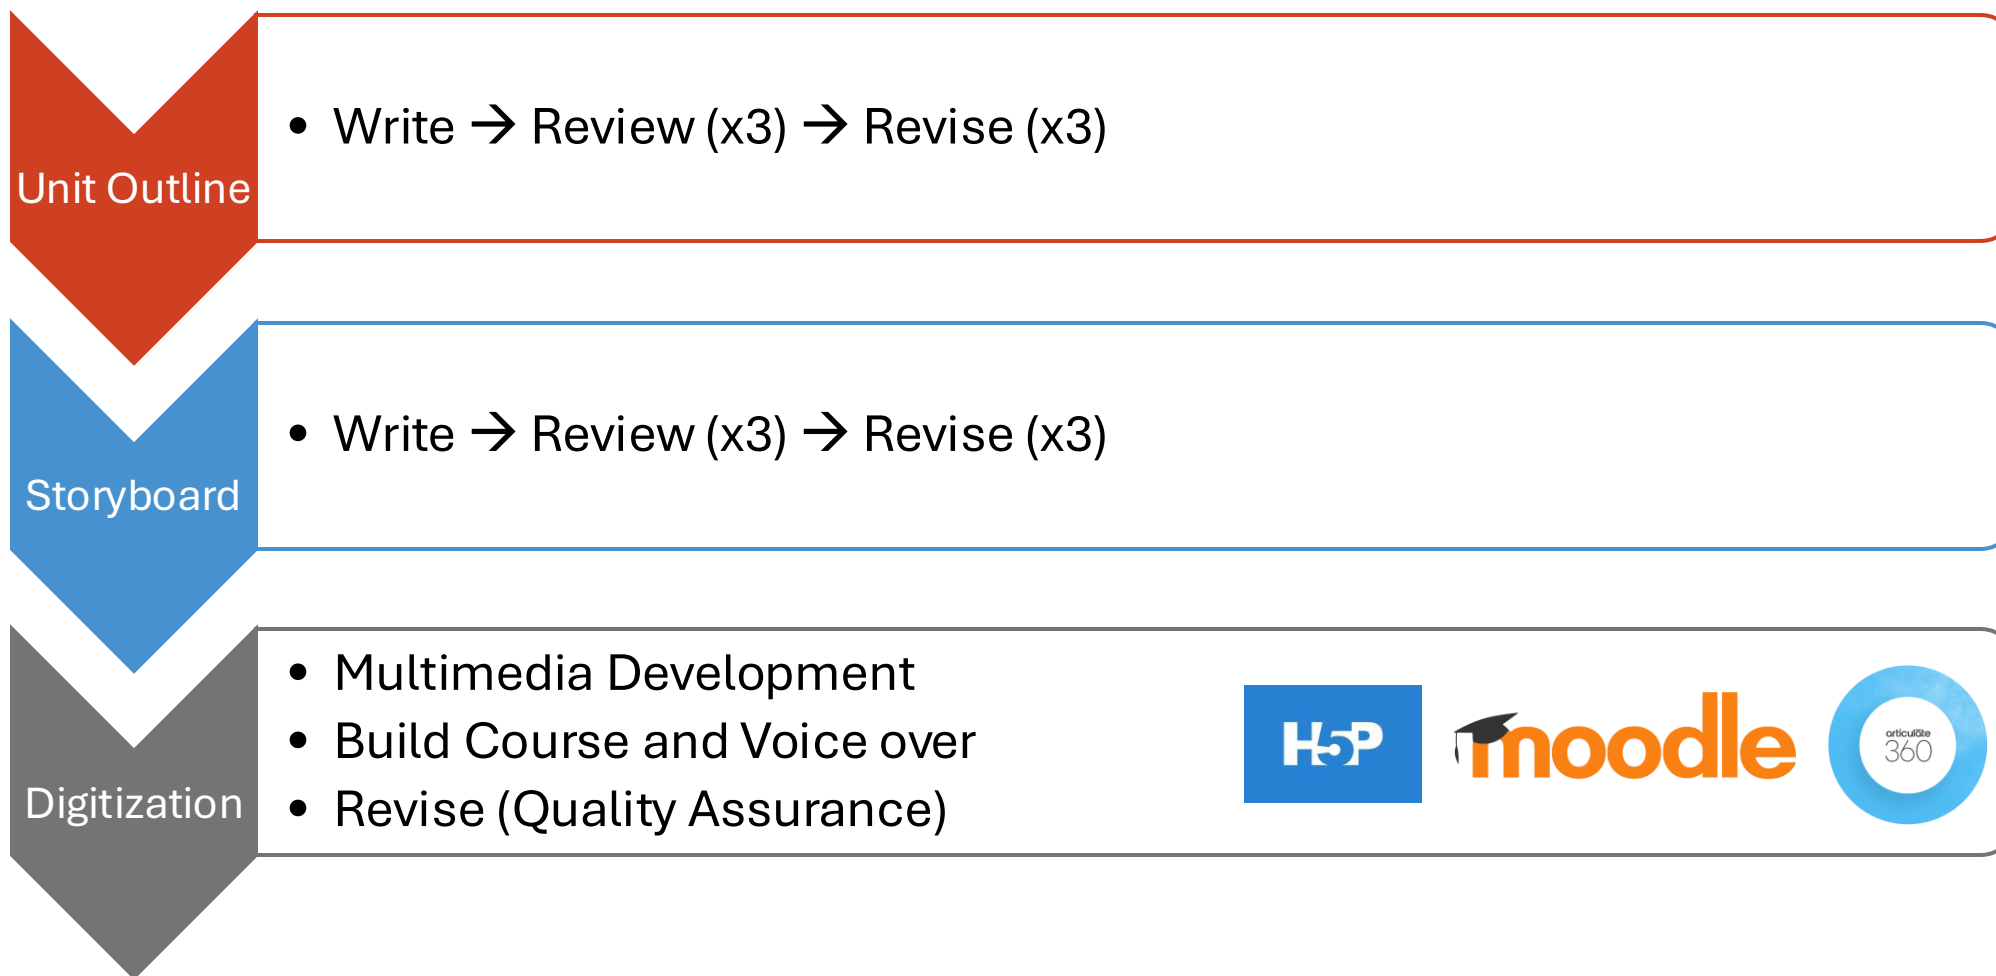 Unit Outline
• Write → Review (x3) → Revise (x3)
Storyboard
• Write → Review (x3) → Revise (x3)
Digitization
• Multimedia Development
• Build Course and Voice over
• Revise (Quality Assurance)
H5P
moodle
articulate
360